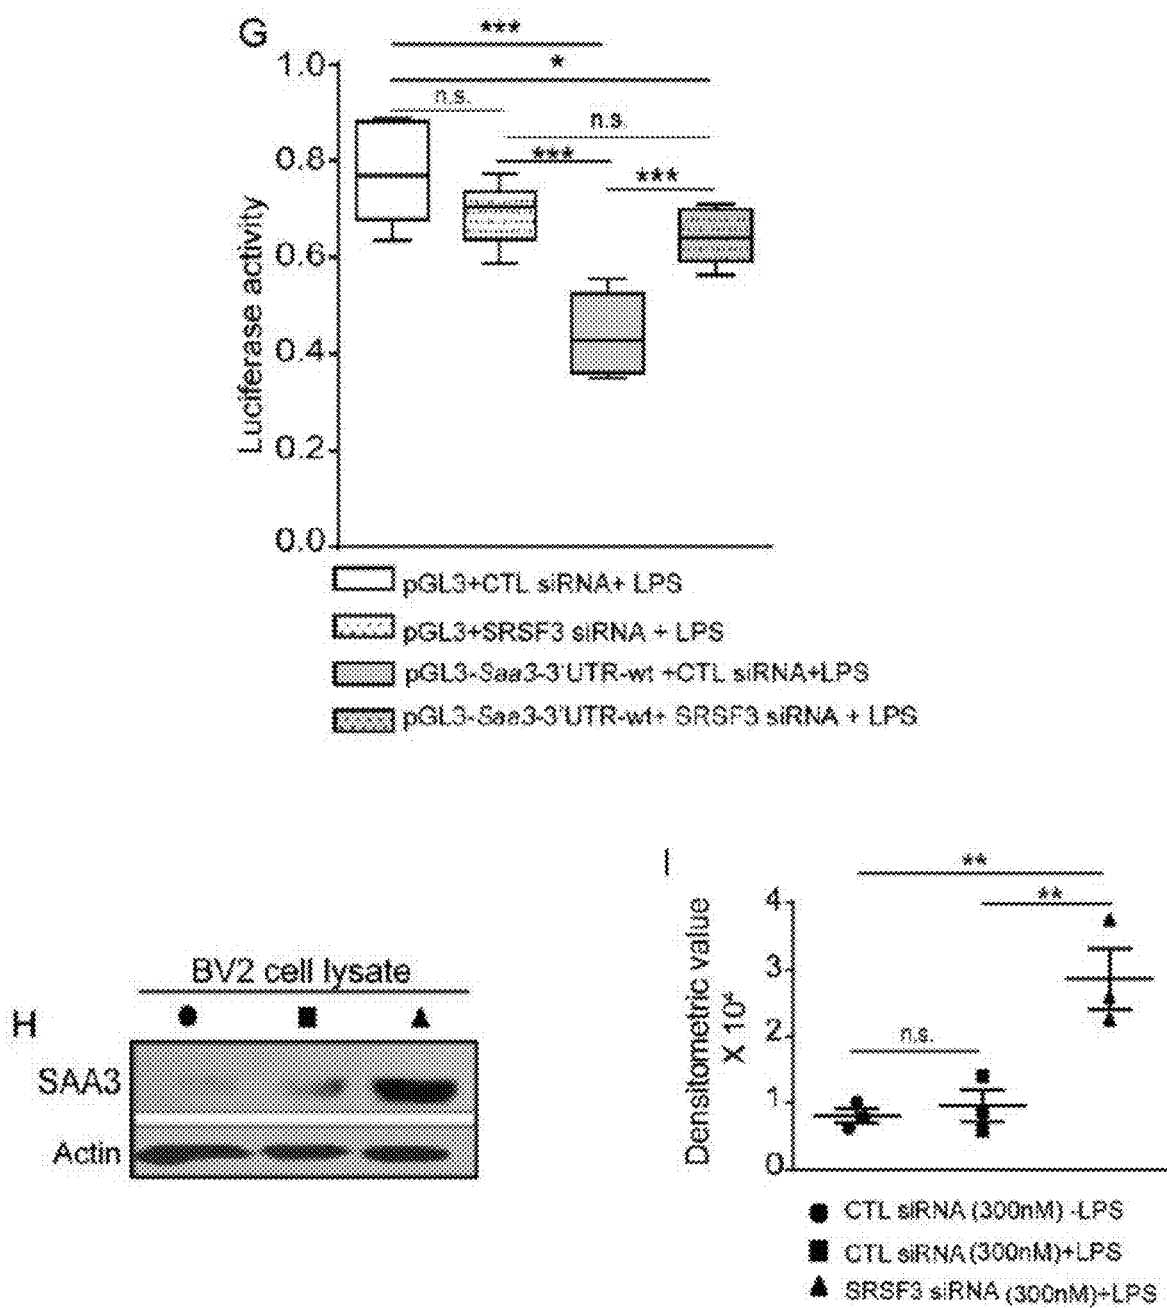 G
***
*
n.s.
n.s.
***
***
1.0
0.8
0.6
0.4
0.2
0.0
Luciferase activity
pGL3+CTL siRNA+ LPS
pGL3+SRSF3 siRNA + LPS
pGL3-Saa3-3'UTR-wt +CTL siRNA+LPS
pGL3-Saa3-3'UTR-wt+ SRSF3 siRNA + LPS
H
BV2 cell lysate
SAA3
Actin
I
**
**
n.s.
4
3
2
1
0
Densitometric value
X 10⁴
CTL siRNA (300nM) -LPS
CTL siRNA (300nM)+LPS
SRSF3 siRNA (300nM)+LPS